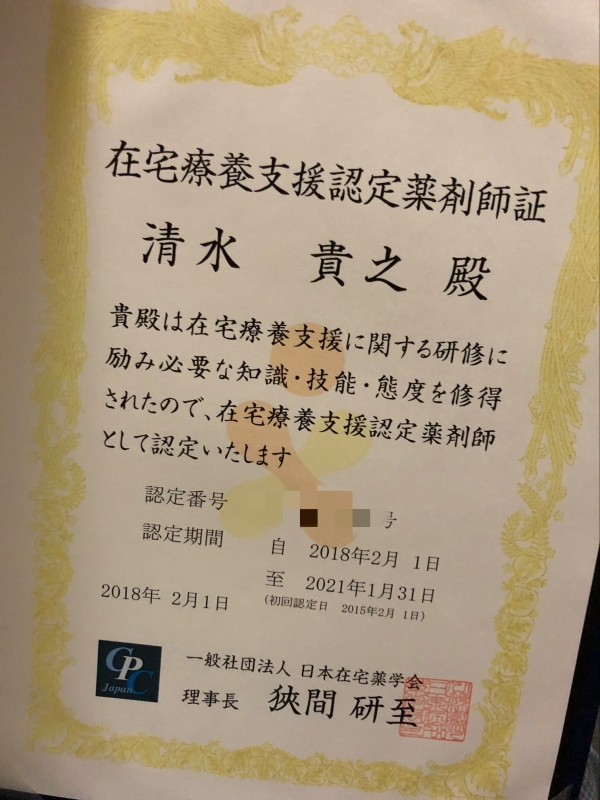 在宅療養支援認定薬剤師証
清水 貴之 殿
貴殿は在宅療養支援に関する研修に
励み必要な知識・技能・態度を修得
されたので、在宅療養支援認定薬剤師
として認定いたします
認定番号 号
認定期間 自 2018年2月 1日
至 2021年1月31日
(初回認定日 2015年2月 1日)
2018年 2月1日
GPC
Japan
一般社団法人 日本在宅薬学会
理事長 狹間 研至